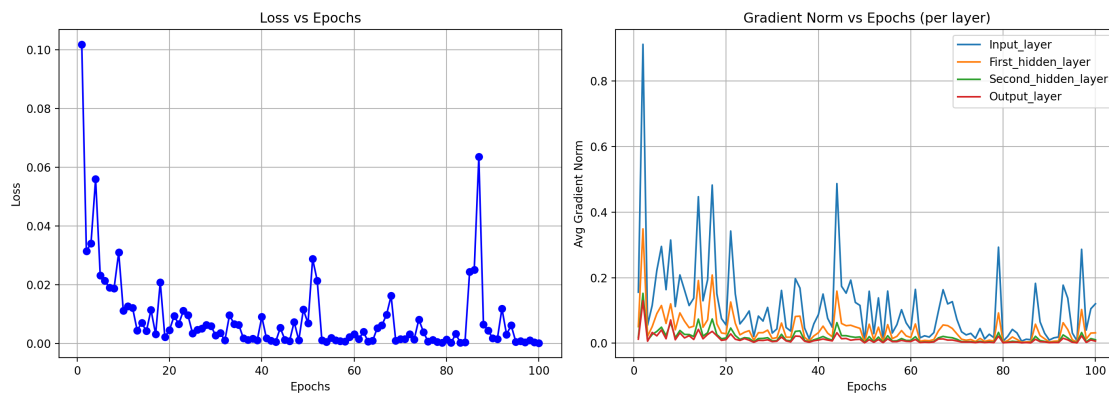 Loss vs Epochs
Loss
0.10
0.08
0.06
0.04
0.02
0.00
0 20 40 60 80 100
Epochs
Gradient Norm vs Epochs (per layer)
Avg Gradient Norm
0.8
0.6
0.4
0.2
0.0
Input_layer
First_hidden_layer
Second_hidden_layer
Output_layer
0 20 40 60 80 100
Epochs